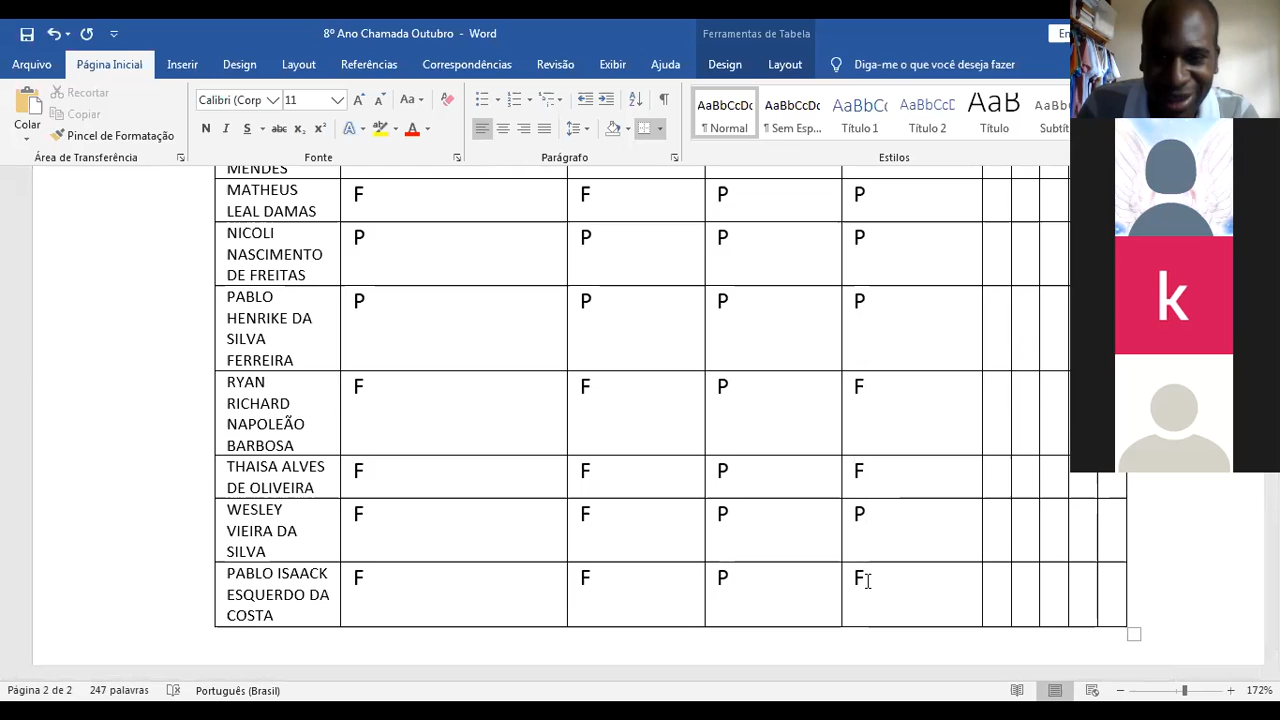 8º Ano Chamada Outubro - Word
Ferramentas de Tabela
Arquivo Página Inicial Inserir Design Layout Referências Correspondências Revisão Exibir Ajuda Design Layout Diga-me o que você deseja fazer
Recortar
Copiar
Pincel de Formatação
Colar
Área de Transferência
Calibri (Corp 11
N I S abc x₂ x²
Fonte
Parágrafo
AaBbCcDc AaBbCcDc AaBbCc AaBbCcD AaB
¶ Normal ¶ Sem Esp... Título 1 Título 2 Título
Estilos
MENDES
MATHEUS F F P P
LEAL DAMAS
NICOLI P P P P
NASCIMENTO
DE FREITAS
PABLO P P P P
HENRIKE DA
SILVA
FERREIRA
RYAN F F P F
RICHARD
NAPOLEÃO
BARBOSA
THAISA ALVES F F P F
DE OLIVEIRA
WESLEY F F P P
VIEIRA DA
SILVA
PABLO ISAACK F F P F
ESQUERDO DA
COSTA
k
Página 2 de 2 247 palavras Português (Brasil) 172%